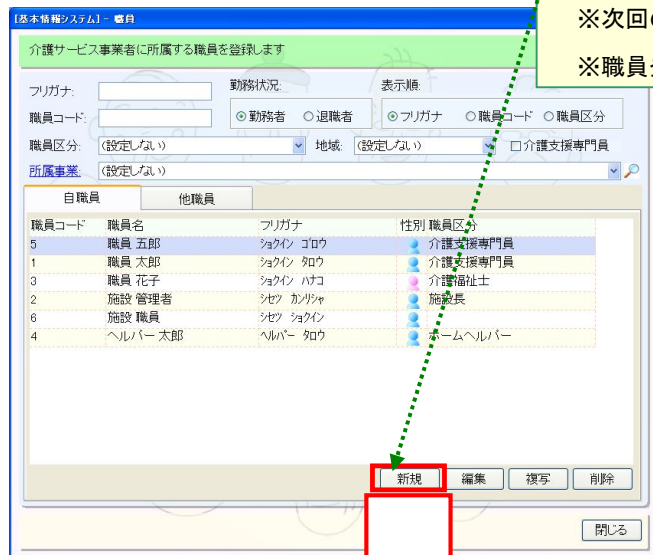 [基本情報システム] - 職員
※次回
介護サービス事業者に所属する職員を登録します
※職員
フリガナ: 勤務状況: 表示順:
職員コード: 勤務者 退職者 フリガナ 職員コード 職員区分
職員区分: (設定しない) 地域: (設定しない) 介護支援専門員
所属事業: (設定しない)
自職員 他職員
職員コード 職員名 フリガナ 性別 職員区分
5 職員 五郎 ショクイン ゴロウ 介護支援専門員
1 職員 太郎 ショクイン タロウ 介護支援専門員
3 職員 花子 ショクイン ハナコ 介護福祉士
2 施設 管理者 シセツ カンリシャ 施設長
6 施設 職員 シセツ ショクイン
4 ヘルパー 太郎 ヘルパー タロウ ホームヘルパー
新規 編集 複写 削除
閉じる